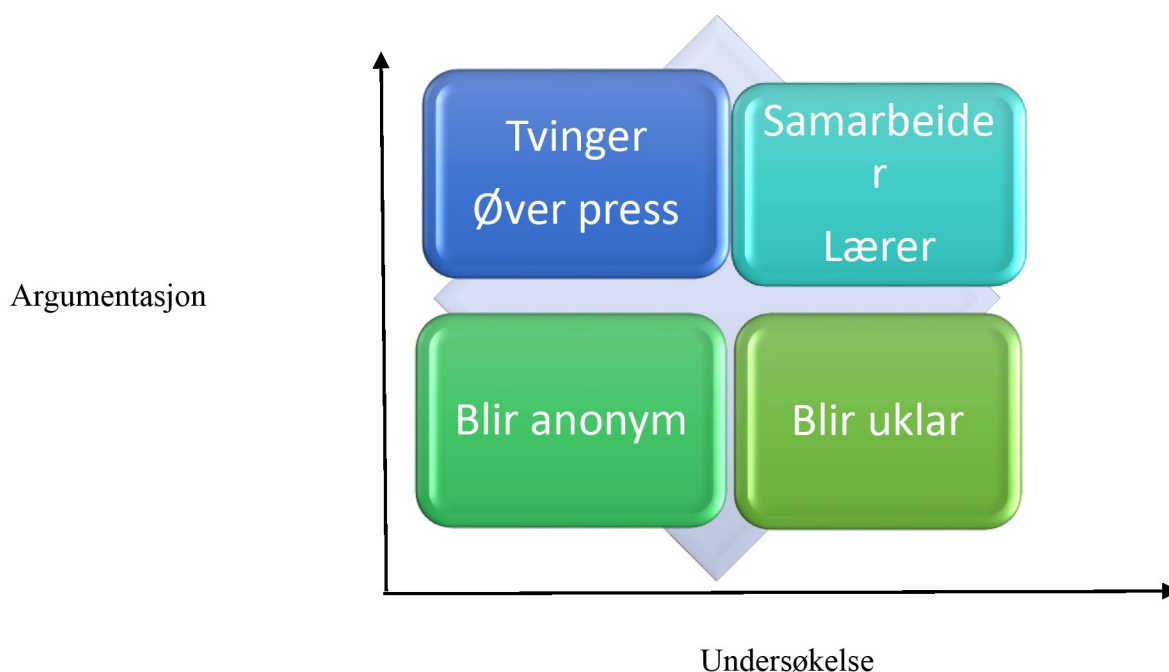 Tvinger
Øver press
Samarbeide
r
Lærer
Argumentasjon
Blir anonym
Blir uklar
Undersøkelse